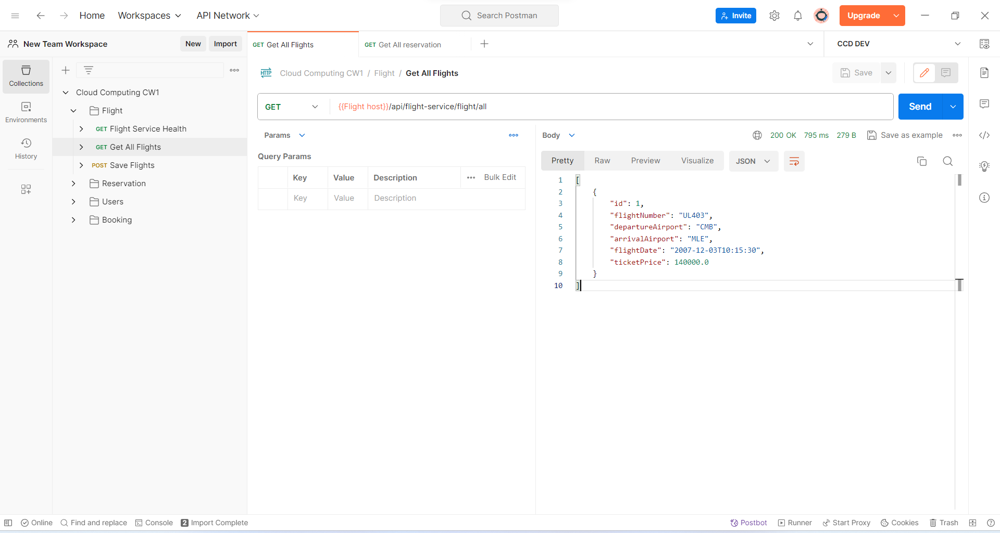 Home Workspaces API Network Search Postman Invite Upgrade
New Team Workspace New Import GET Get All Flights GET Get All reservation CCD DEV
Collections
Environments
History
Cloud Computing CW1
Flight
GET Flight Service Health
GET Get All Flights
POST Save Flights
Reservation
Users
Booking
HTTP Cloud Computing CW1 / Flight / Get All Flights Save
GET {{Flight host}}/api/flight-service/flight/all Send
Params
Query Params
Key Value Description Bulk Edit
Key Value Description
Body 200 OK 795 ms 279 B Save as example
Pretty Raw Preview Visualize JSON
1 [
2 {
3 "id": 1,
4 "flightNumber": "UL403",
5 "departureAirport": "CMB",
6 "arrivalAirport": "MLE",
7 "flightDate": "2007-12-03T10:15:30",
8 "ticketPrice": 140000.0
9 }
10 ]
Online Find and replace Console 2 Import Complete Postbot Runner Start Proxy Cookies Trash